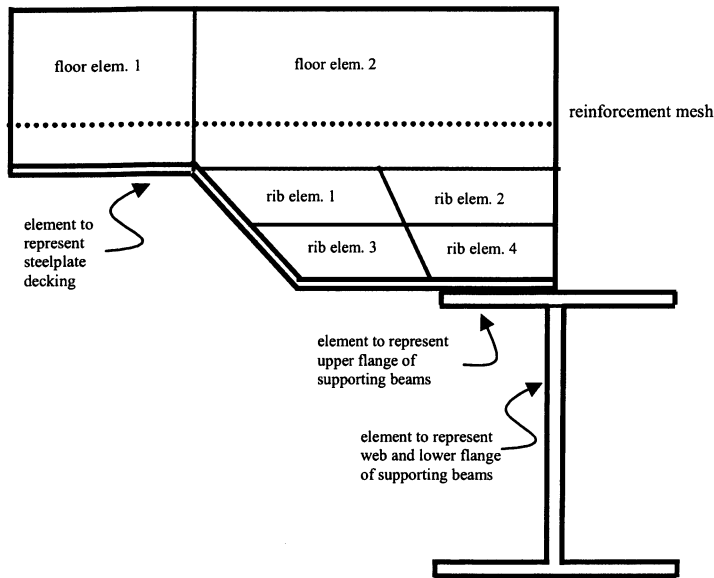 floor elem. 1
floor elem. 2
reinforcement mesh
rib elem. 1
rib elem. 2
element to
represent
steelplate
decking
rib elem. 3
rib elem. 4
element to represent
upper flange of
supporting beams
element to represent
web and lower flange
of supporting beams